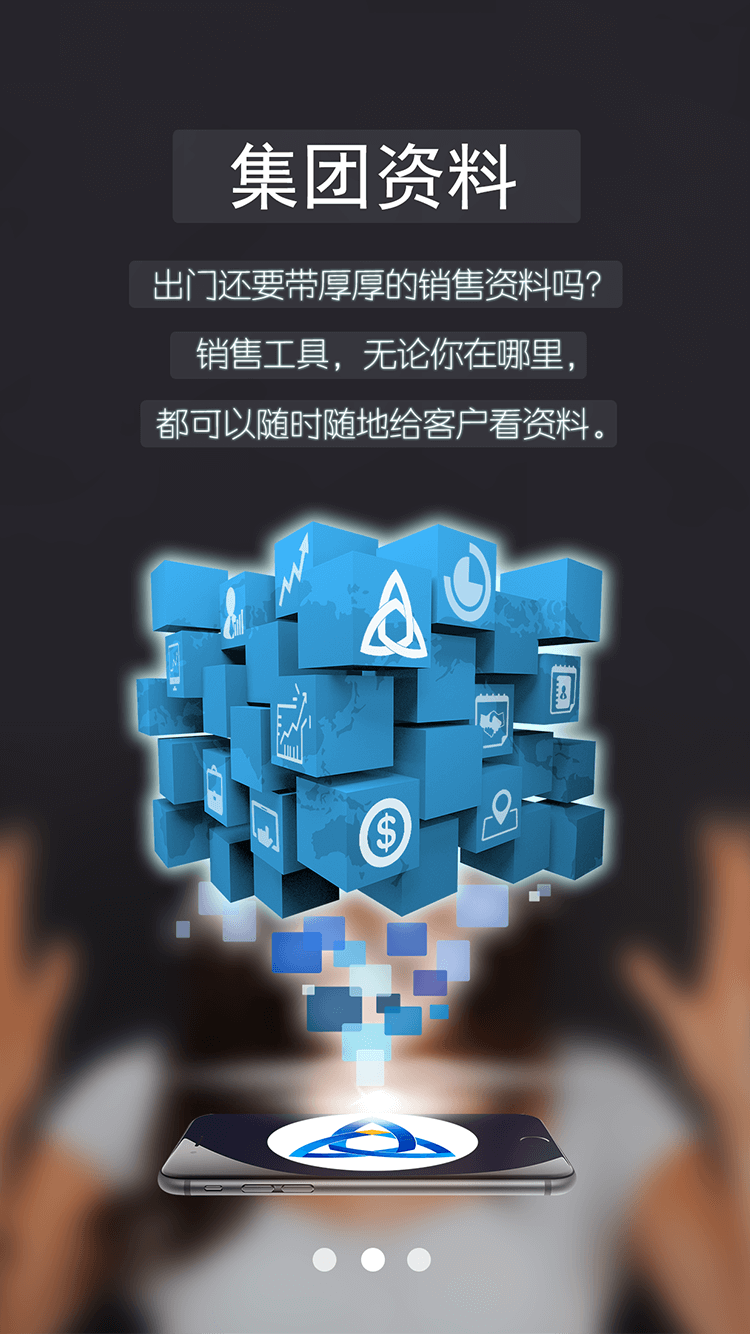 集团资料
出门还要带厚厚的销售资料吗?
销售工具，无论你在哪里，
都可以随时随地给客户看资料。
$